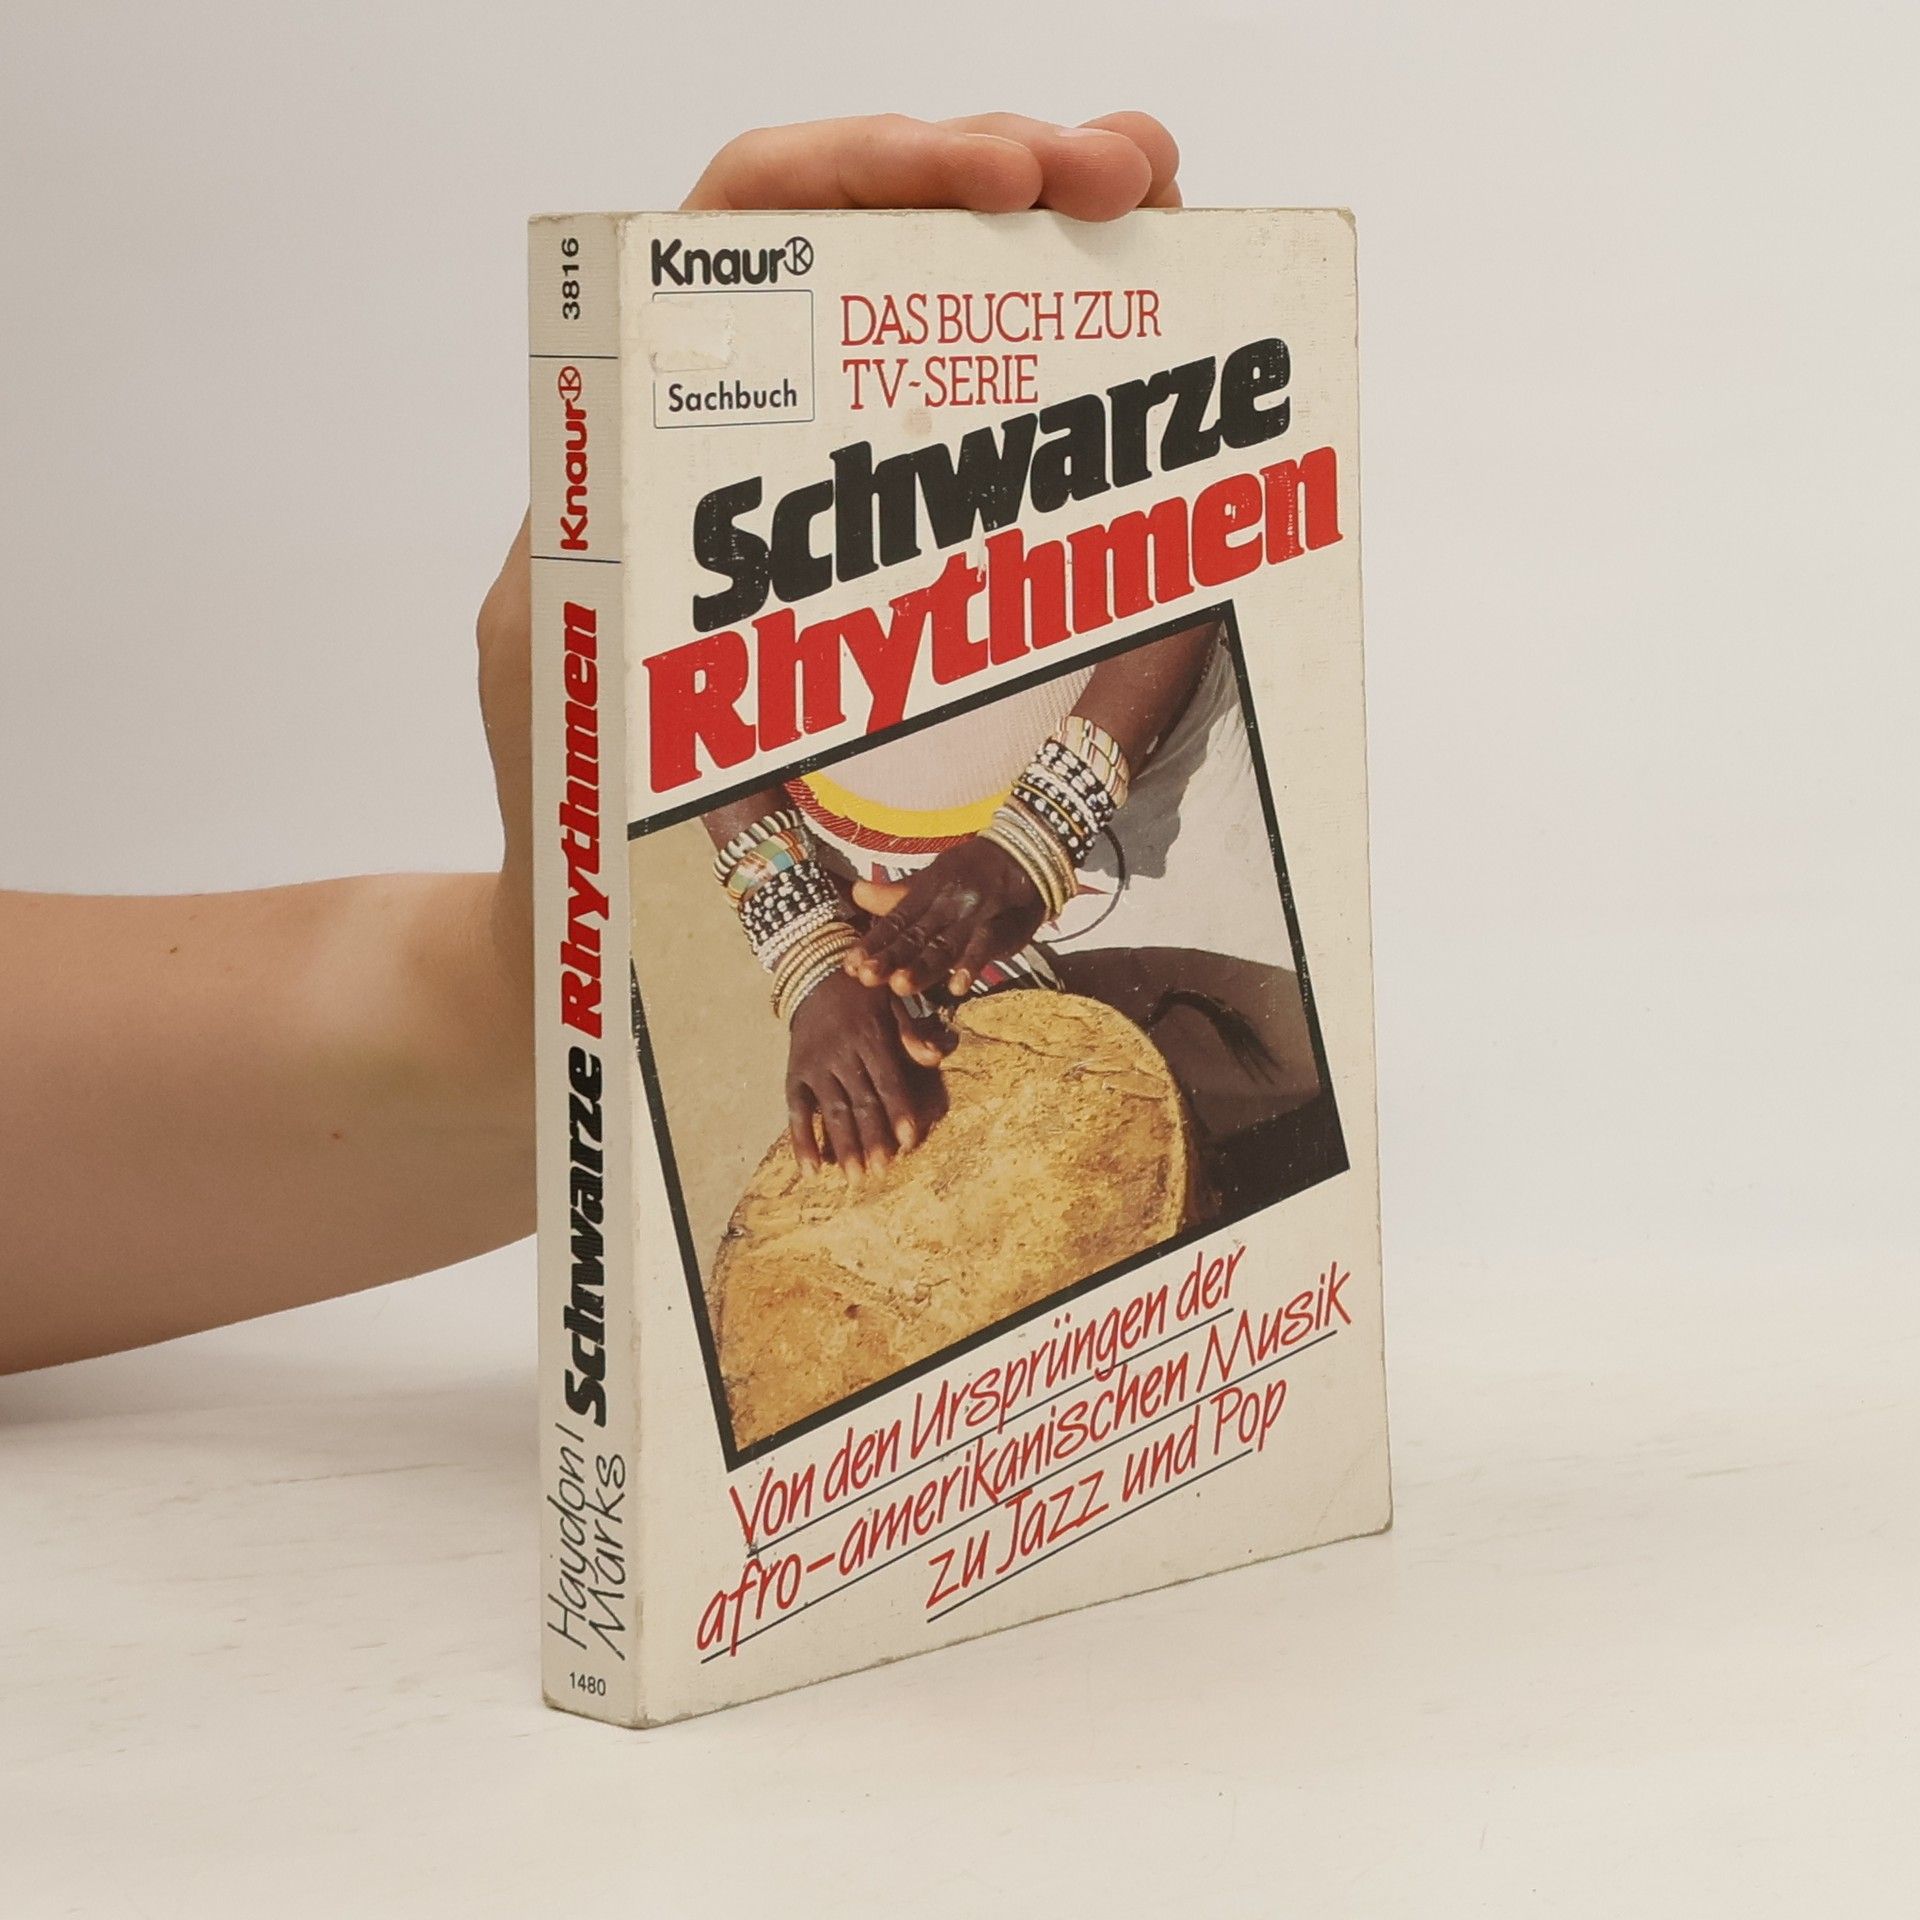 3816
Knaur
Schwarze Rhythmen
Haydon/
Marks
1480
Knaur
Sachbuch
DAS BUCH ZUR
TV-SERIE
Schwarze
Rhythmen
Von den Ursprüngen der
afro-amerikanischen Musik
zu Jazz und Pop